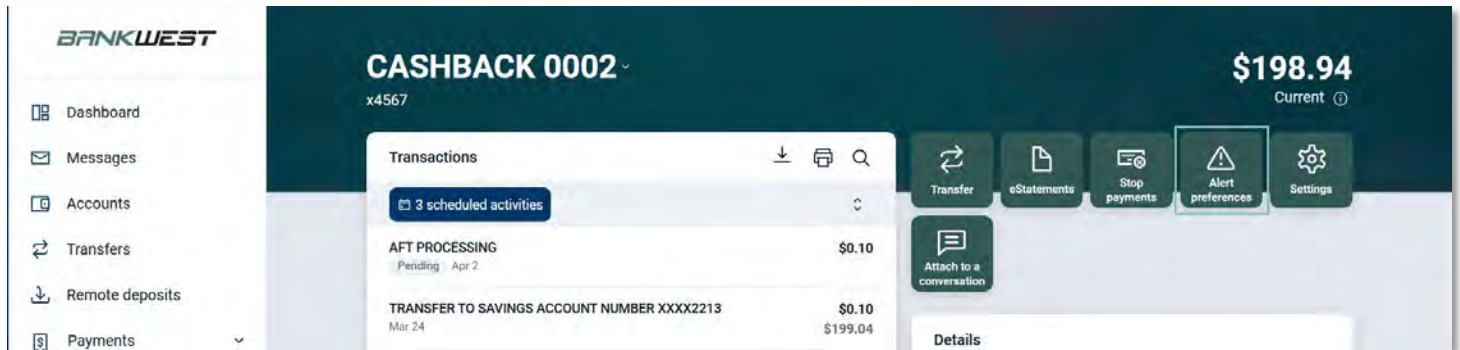 BANKWEST
Dashboard
Messages
Accounts
Transfers
Remote deposits
Payments
CASHBACK 0002
x4567
$198.94
Current
Transactions
3 scheduled activities
AFT PROCESSING $0.10
Pending Apr 2
TRANSFER TO SAVINGS ACCOUNT NUMBER XXXX2213 $0.10
Mar 24 $199.04
Transfer
eStatements
Stop
payments
Alert
preferences
Settings
Attach to a
conversation
Details